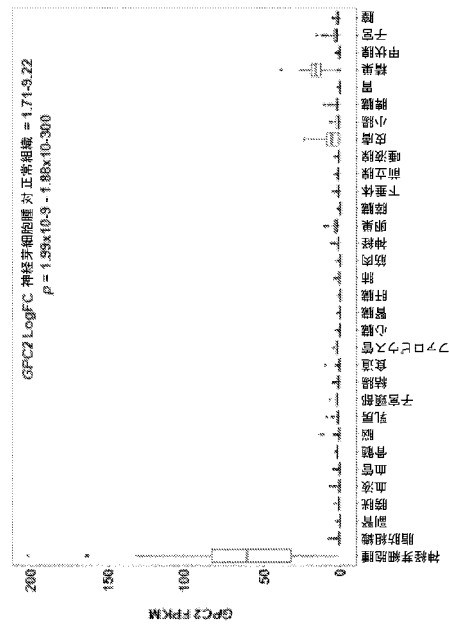 GPC2 LogFC 神経芽細胞腫 対 正常組織 = 1.71-9.22
p = 1.99x10-9 - 1.88x10-300
GPC2 FPKM
200
150
100
50
0
神経芽細胞腫
脂肪組織
副腎
膀胱
血液
血管
骨髄
脳
乳房
子宮頸部
結腸
食道
ファロピウス管
心臓
腎臓
肝臓
肺
筋肉
神経
卵巣
膵臓
下垂体
前立腺
唾液腺
皮膚
小腸
脾臓
胃
精巣
甲状腺
子宮
膣